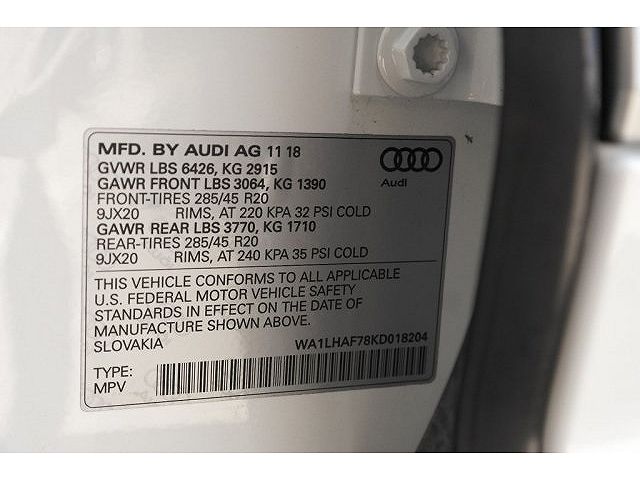 MFD. BY AUDI AG 11 18
GVWR LBS 6426, KG 2915
GAWR FRONT LBS 3064, KG 1390
FRONT-TIRES 285/45 R20
9JX20 RIMS, AT 220 KPA 32 PSI COLD
GAWR REAR LBS 3770, KG 1710
REAR-TIRES 285/45 R20
9JX20 RIMS, AT 240 KPA 35 PSI COLD
Audi
THIS VEHICLE CONFORMS TO ALL APPLICABLE
U.S. FEDERAL MOTOR VEHICLE SAFETY
STANDARDS IN EFFECT ON THE DATE OF
MANUFACTURE SHOWN ABOVE.
SLOVAKIA WA1LHAF78KD018204
TYPE:
MPV